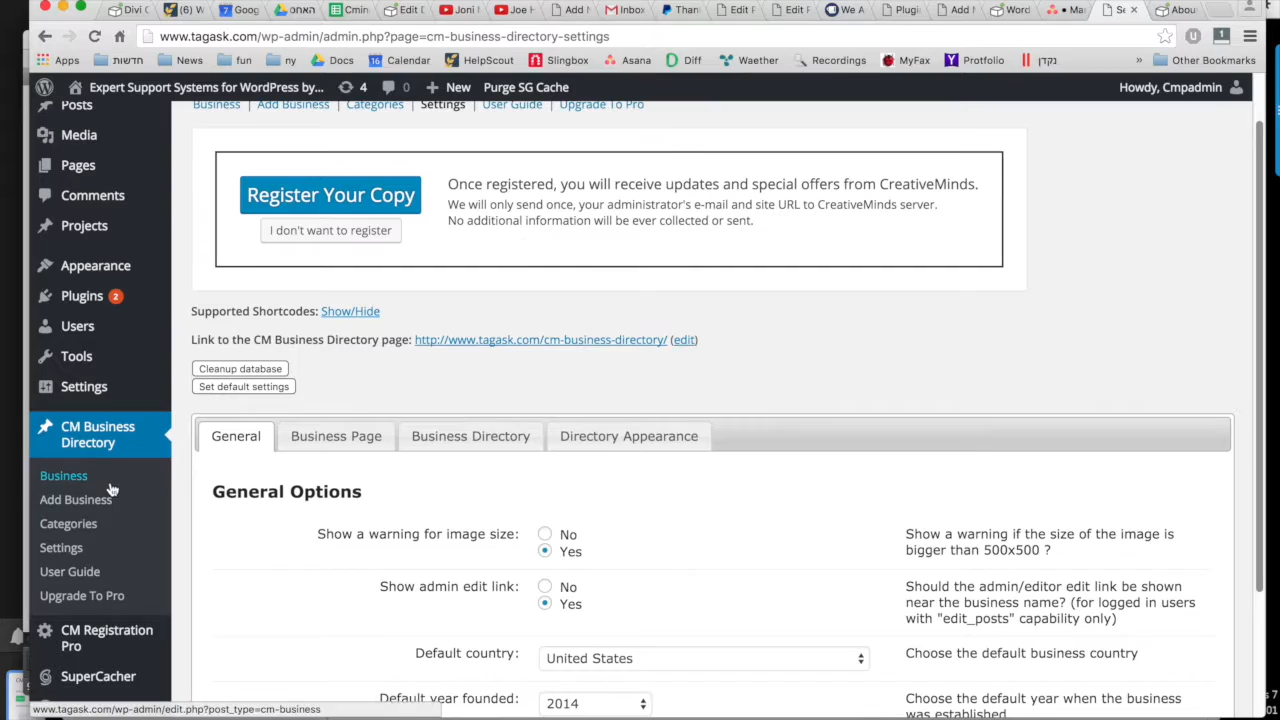 Divi C
(6) W
Goog
האתס
Cmin
Edit D
Joni I
Joe H
Add N
Inbox
Than
Edit F
Edit F
We A
Plugi
Add N
Word
Ma
Se
Abou
www.tagask.com/wp-admin/admin.php?page=cm-business-directory-settings
1
Apps
חדשות
News
fun
ny
Docs
16 Calendar
HelpScout
Slingbox
Asana
Diff
Waether
Recordings
MyFax
Protfolio
נקדן
»
Other Bookmarks
Expert Support Systems for WordPress by...
4
0
New
Purge SG Cache
Howdy, Cmpadmin
Posts
Media
Pages
Comments
Projects
Appearance
Plugins 2
Users
Tools
Settings
CM Business
Directory
Business
Add Business
Categories
Settings
User Guide
Upgrade To Pro
CM Registration
Pro
SuperCacher
Business
Add Business
Categories
Settings
User Guide
Upgrade To Pro
Register Your Copy
I don't want to register
Once registered, you will receive updates and special offers from CreativeMinds.
We will only send once, your administrator's e-mail and site URL to CreativeMinds server.
No additional information will be ever collected or sent.
Supported Shortcodes: Show/Hide
Link to the CM Business Directory page: http://www.tagask.com/cm-business-directory/ (edit)
Cleanup database
Set default settings
General
Business Page
Business Directory
Directory Appearance
General Options
Show a warning for image size:
No
Yes
Show a warning if the size of the image is
bigger than 500x500 ?
Show admin edit link:
No
Yes
Should the admin/editor edit link be shown
near the business name? (for logged in users
with "edit_posts" capability only)
Default country:
United States
Choose the default business country
Default year founded:
2014
Choose the default year when the business
was established
www.tagask.com/wp-admin/edit.php?post_type=cm-business
s 7
01